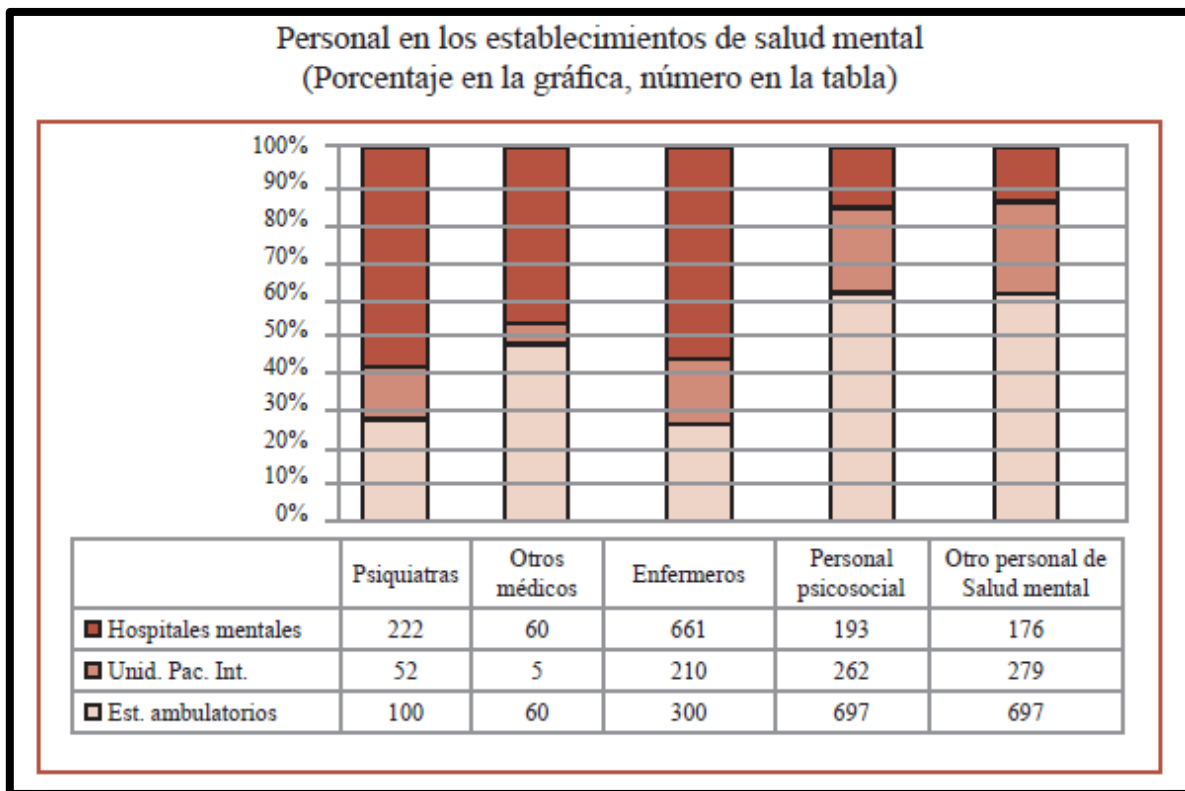 Personal en los establecimientos de salud mental
(Porcentaje en la gráfica, número en la tabla)
100%
90%
80%
70%
60%
50%
40%
30%
20%
10%
0%
Psiquiatras Otros médicos Enfermeros Personal psicosocial Otro personal de Salud mental
Hospitales mentales 222 60 661 193 176
Unid. Pac. Int. 52 5 210 262 279
Est. ambulatorios 100 60 300 697 697